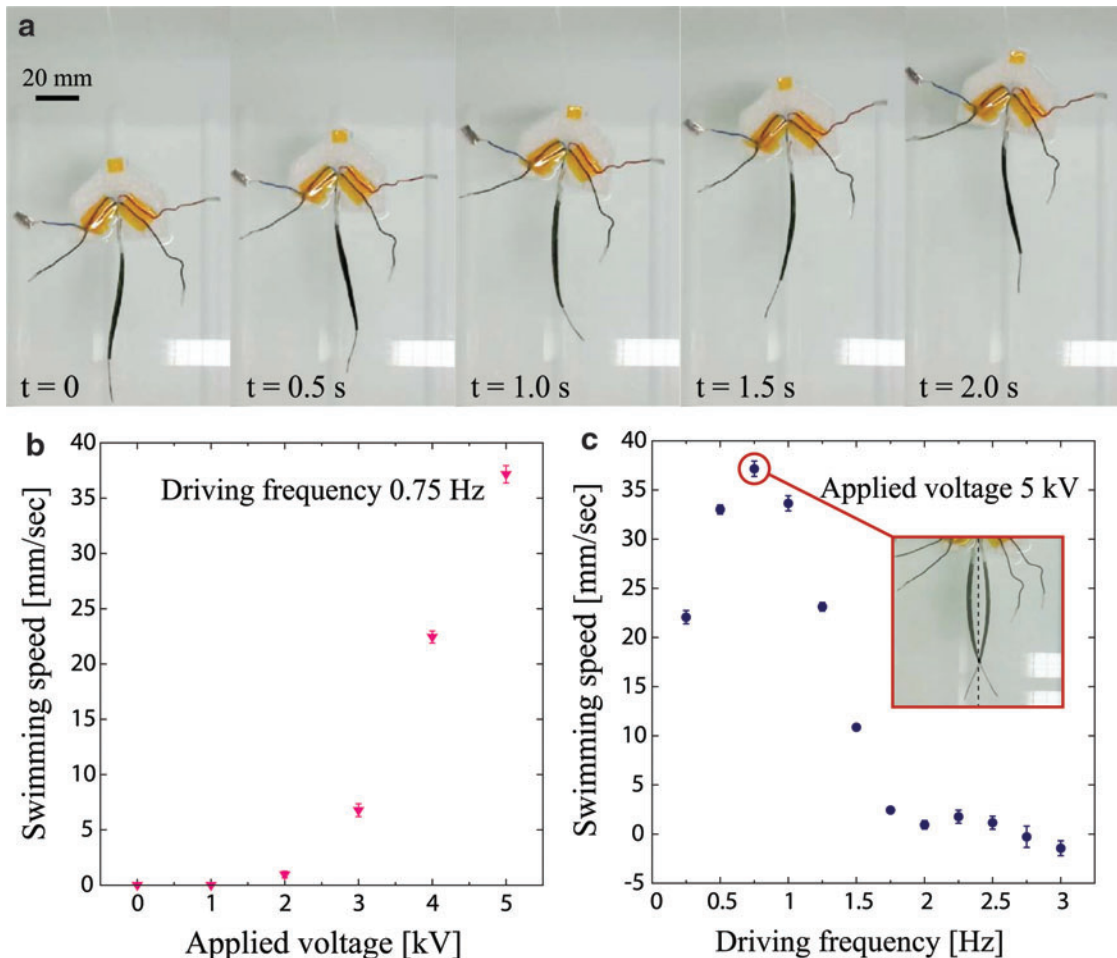 a
20 mm
t = 0
t = 0.5 s
t = 1.0 s
t = 1.5 s
t = 2.0 s
b
40
35
30
25
20
15
10
5
0
Swimming speed [mm/sec]
Driving frequency 0.75 Hz
0 1 2 3 4 5
Applied voltage [kV]
c
40
35
30
25
20
15
10
5
0
-5
Swimming speed [mm/sec]
Applied voltage 5 kV
0 0.5 1 1.5 2 2.5 3
Driving frequency [Hz]